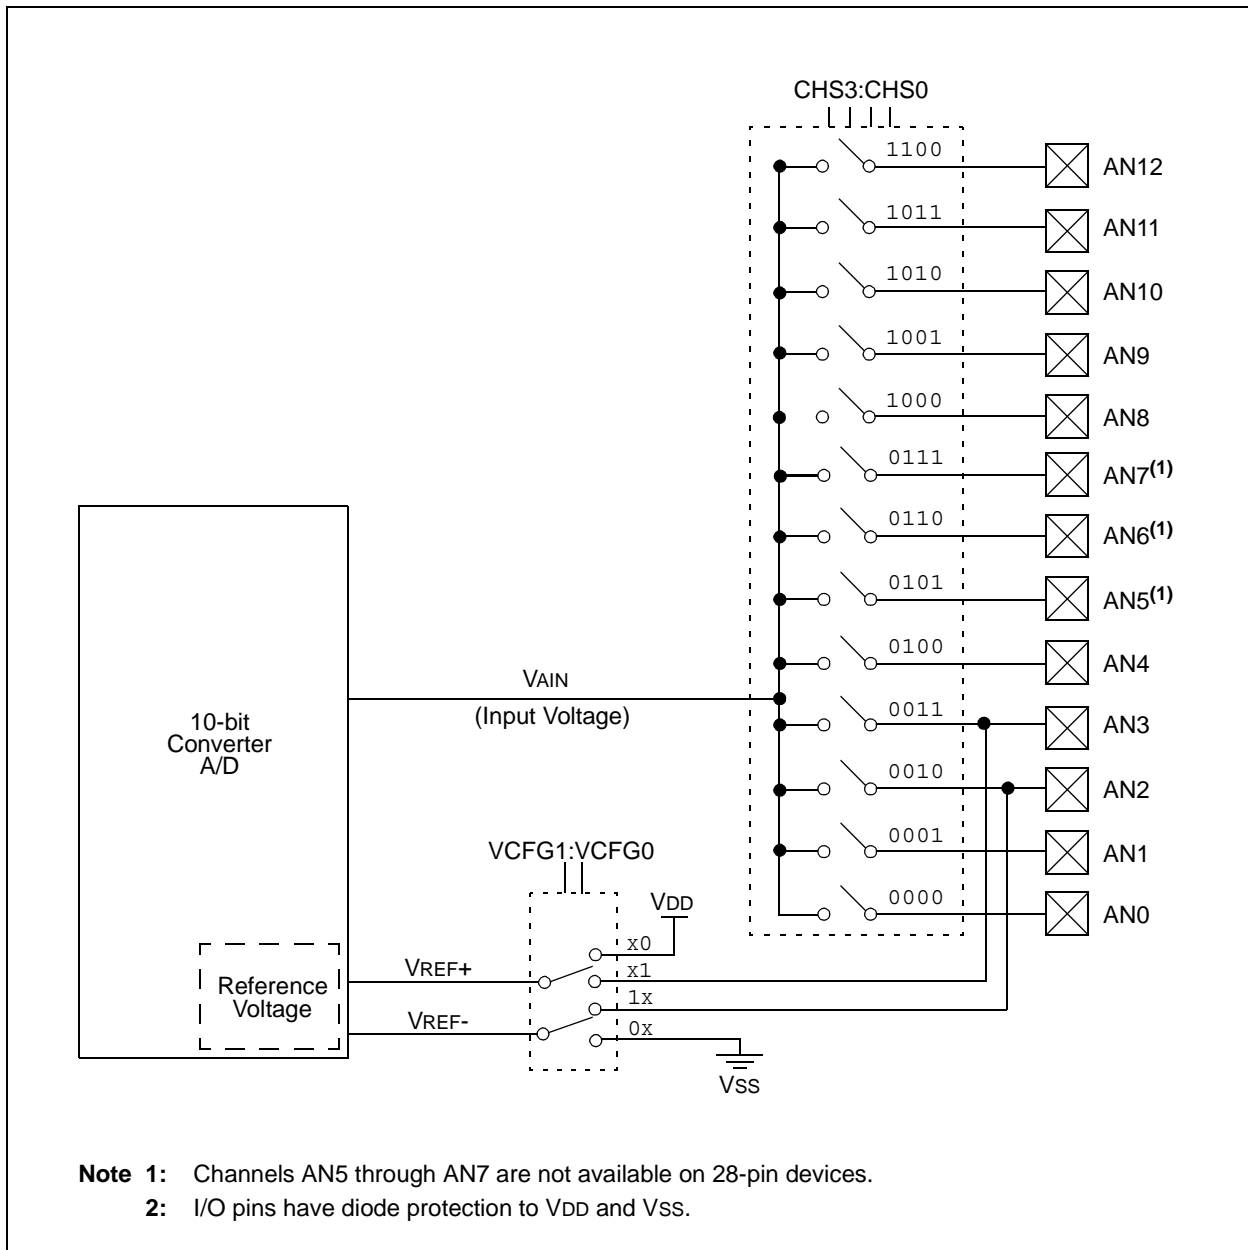 CHS3:CHS0
1100 AN12
1011 AN11
1010 AN10
1001 AN9
1000 AN8
0111 AN7(1)
0110 AN6(1)
0101 AN5(1)
0100 AN4
VAIN
(Input Voltage)
0011 AN3
10-bit
Converter
A/D
0010 AN2
0001 AN1
VCFG1:VCFG0
0000 AN0
VDD
x0
VREF+
x1
Reference
Voltage
1x
VREF-
0x
VSS
Note 1: Channels AN5 through AN7 are not available on 28-pin devices.
2: I/O pins have diode protection to VDD and VSS.